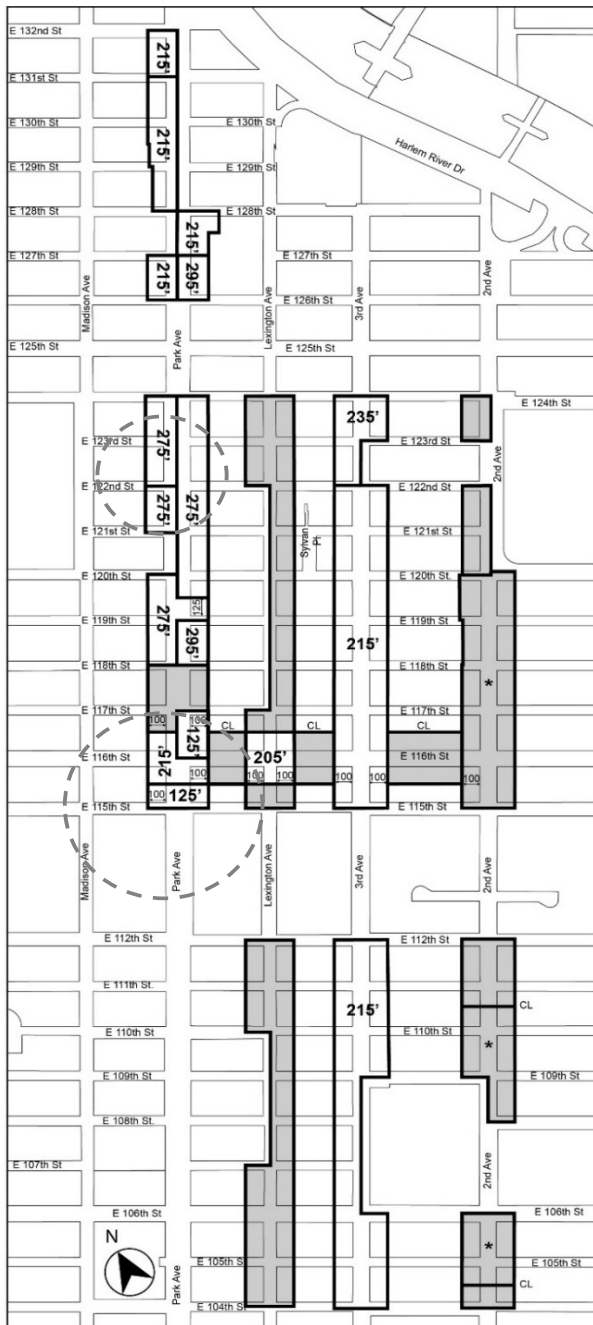 E 132nd St
215'
E 131st St
E 130th St
E 130th St
215'
Harlem River Dr
E 129th St
E 129th St
E 128th St
E 128th St
215'
E 127th St
E 127th St
215'
295'
Madison Ave
Park Ave
Lexington Ave
3rd Ave
2nd Ave
E 126th St
E 125th St
E 125th St
E 124th St
235'
E 123rd St
275'
E 123rd St
2nd Ave
E 122nd St
E 122nd St
275'
275'
E 121st St
E 121st St
Sylvan Pl
E 120th St
E 120th St.
125
E 119th St
275'
295'
E 119th St
215'
E 118th St
E 118th St
*
E 117th St
E 117th St
100
100
125'
CL
CL
CL
E 116th St
215'
205'
E 116th St
100
100
100
100
100
100
100
125'
E 115th St
E 115th St
Madison Ave
Park Ave
Lexington Ave
3rd Ave
2nd Ave
E 112th St
E 112th St
E 111th St.
215'
CL
E 110th St
E 110th St
*
E 109th St
E 109th St
E 108th St.
E 107th St
2nd Ave
E 106th St
E 106th St
N
*
E 105th St
E 105th St
CL
Park Ave
E 104th St